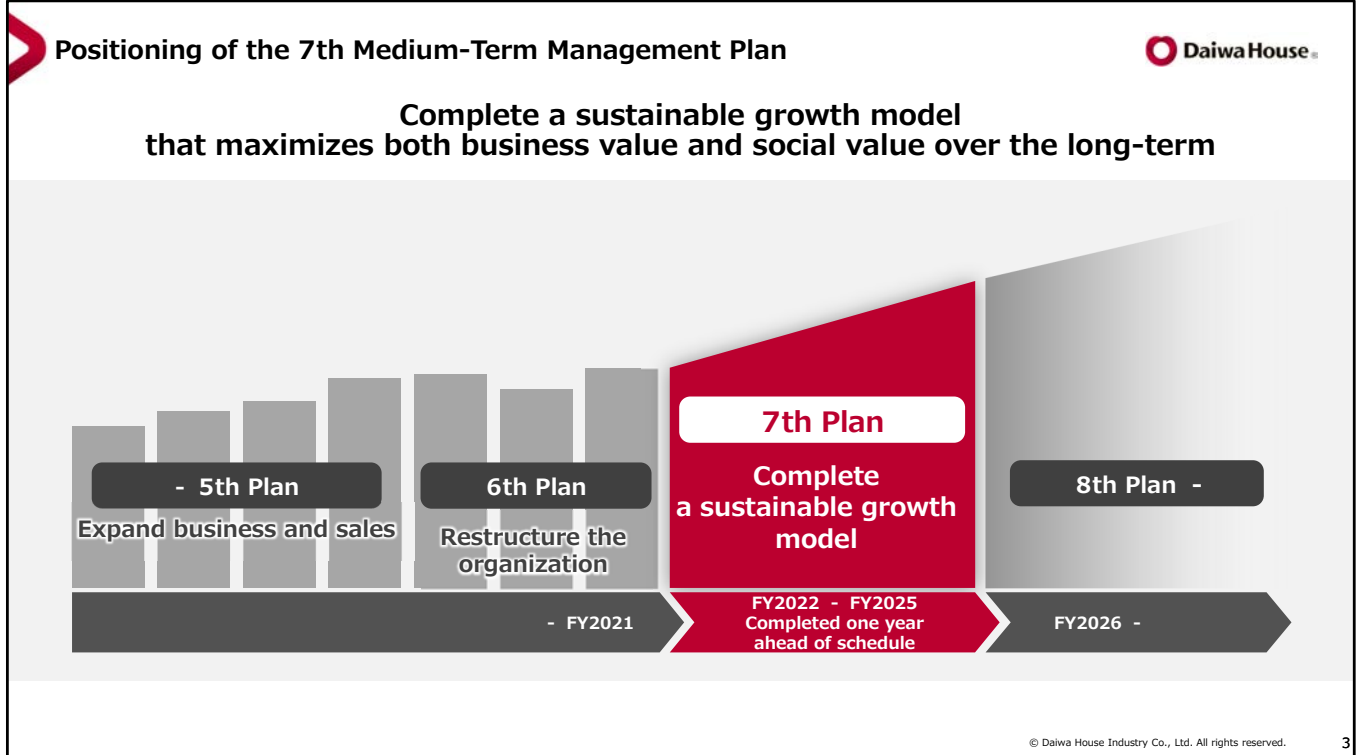 Positioning of the 7th Medium-Term Management Plan
Daiwa House®
Complete a sustainable growth model
that maximizes both business value and social value over the long-term
- 5th Plan
Expand business and sales
6th Plan
Restructure the
organization
7th Plan
Complete
a sustainable growth
model
8th Plan -
- FY2021
FY2022 - FY2025
Completed one year
ahead of schedule
FY2026 -
© Daiwa House Industry Co., Ltd. All rights reserved.
3